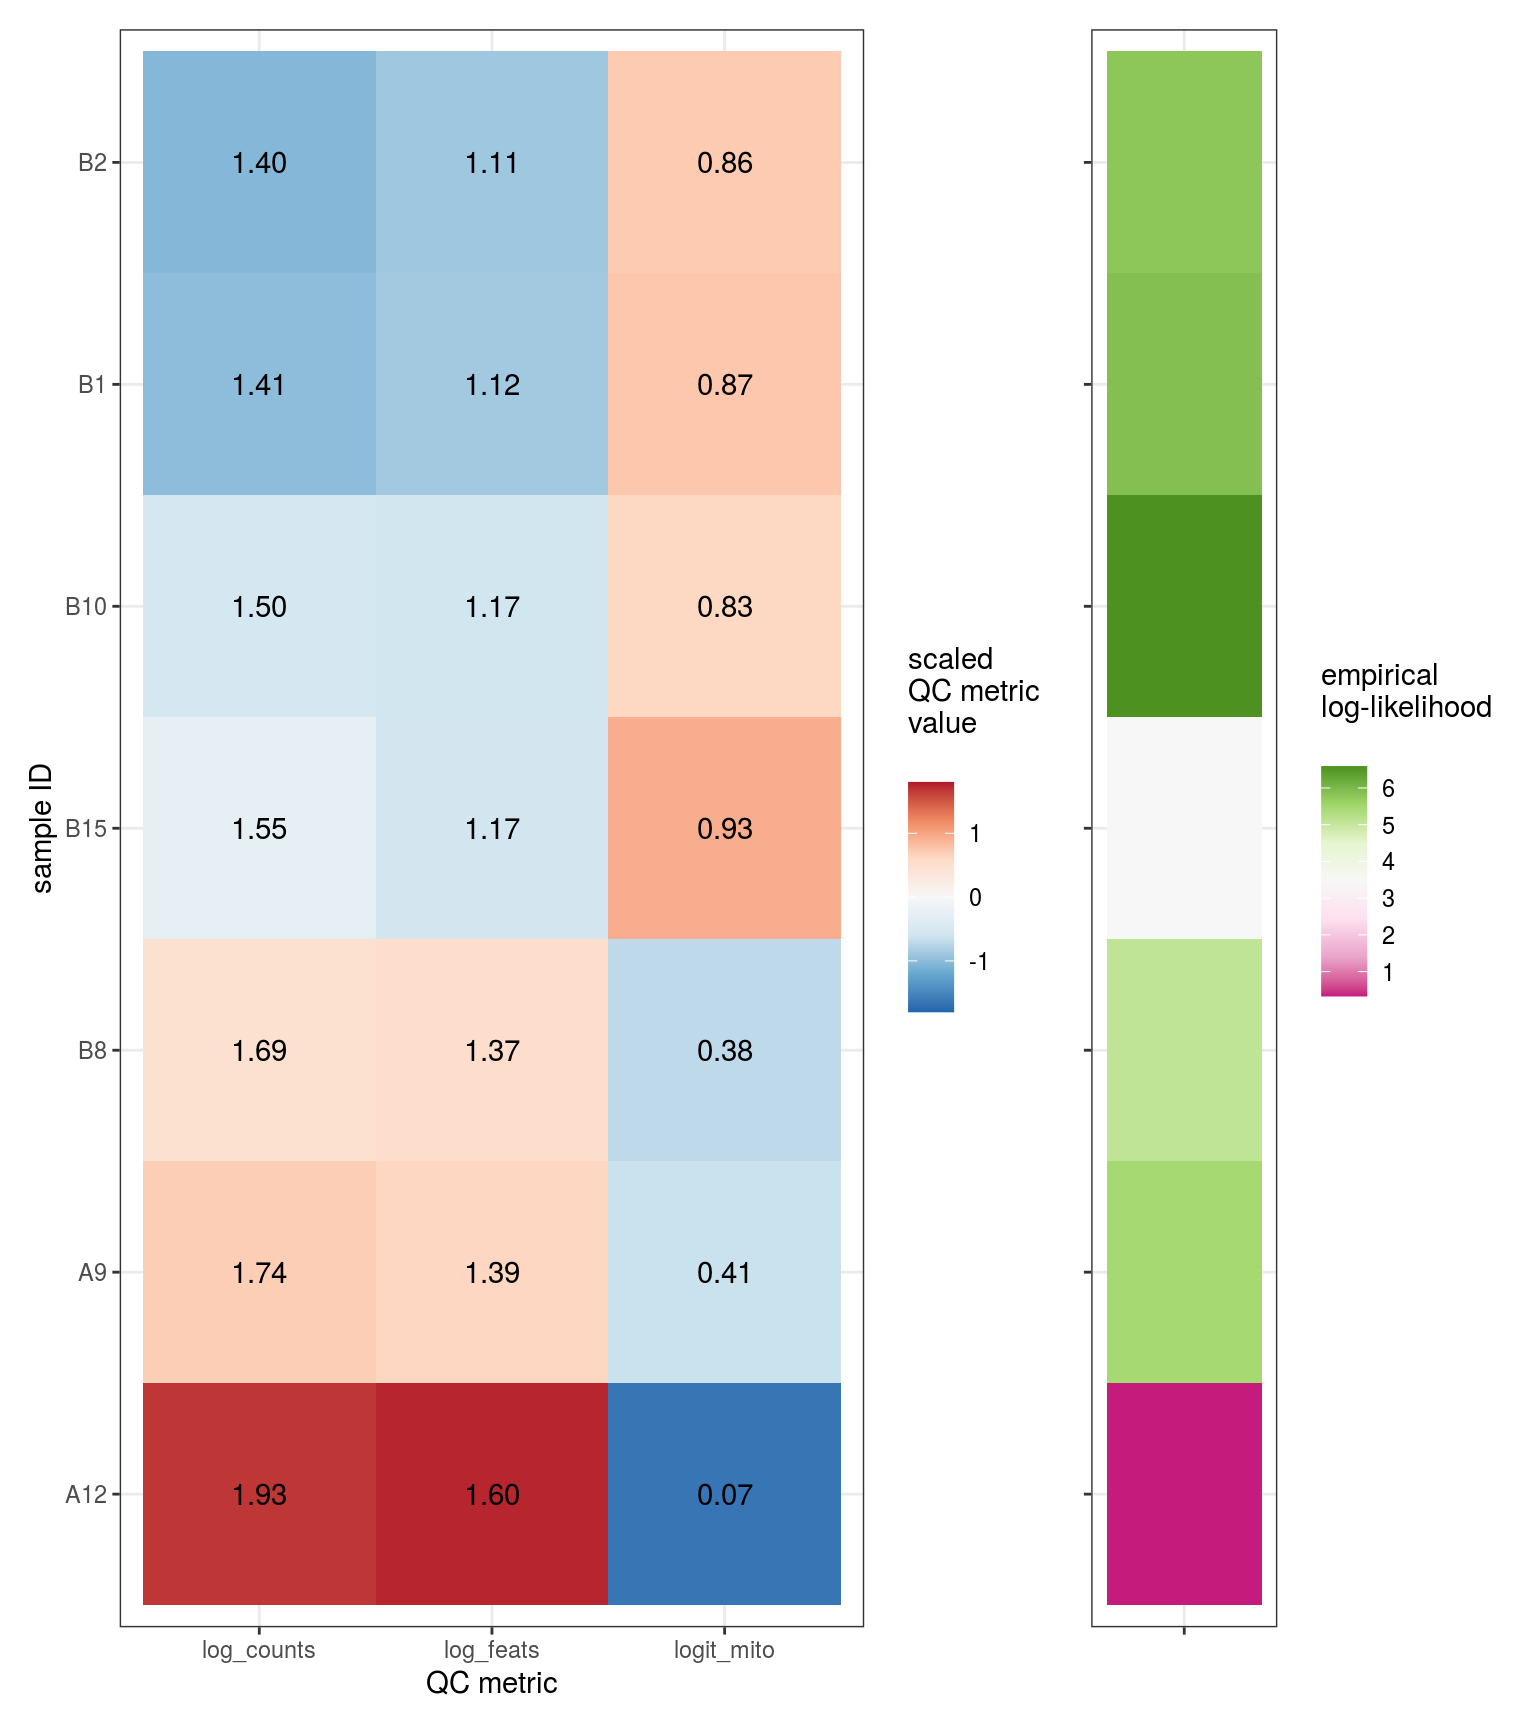 B2 1.40 1.11 0.86
B1 1.41 1.12 0.87
B10 1.50 1.17 0.83
B15 1.55 1.17 0.93
B8 1.69 1.37 0.38
A9 1.74 1.39 0.41
A12 1.93 1.60 0.07
sample ID
log_counts log_feats logit_mito
QC metric
scaled
QC metric
value
1
0
-1
empirical
log-likelihood
6
5
4
3
2
1